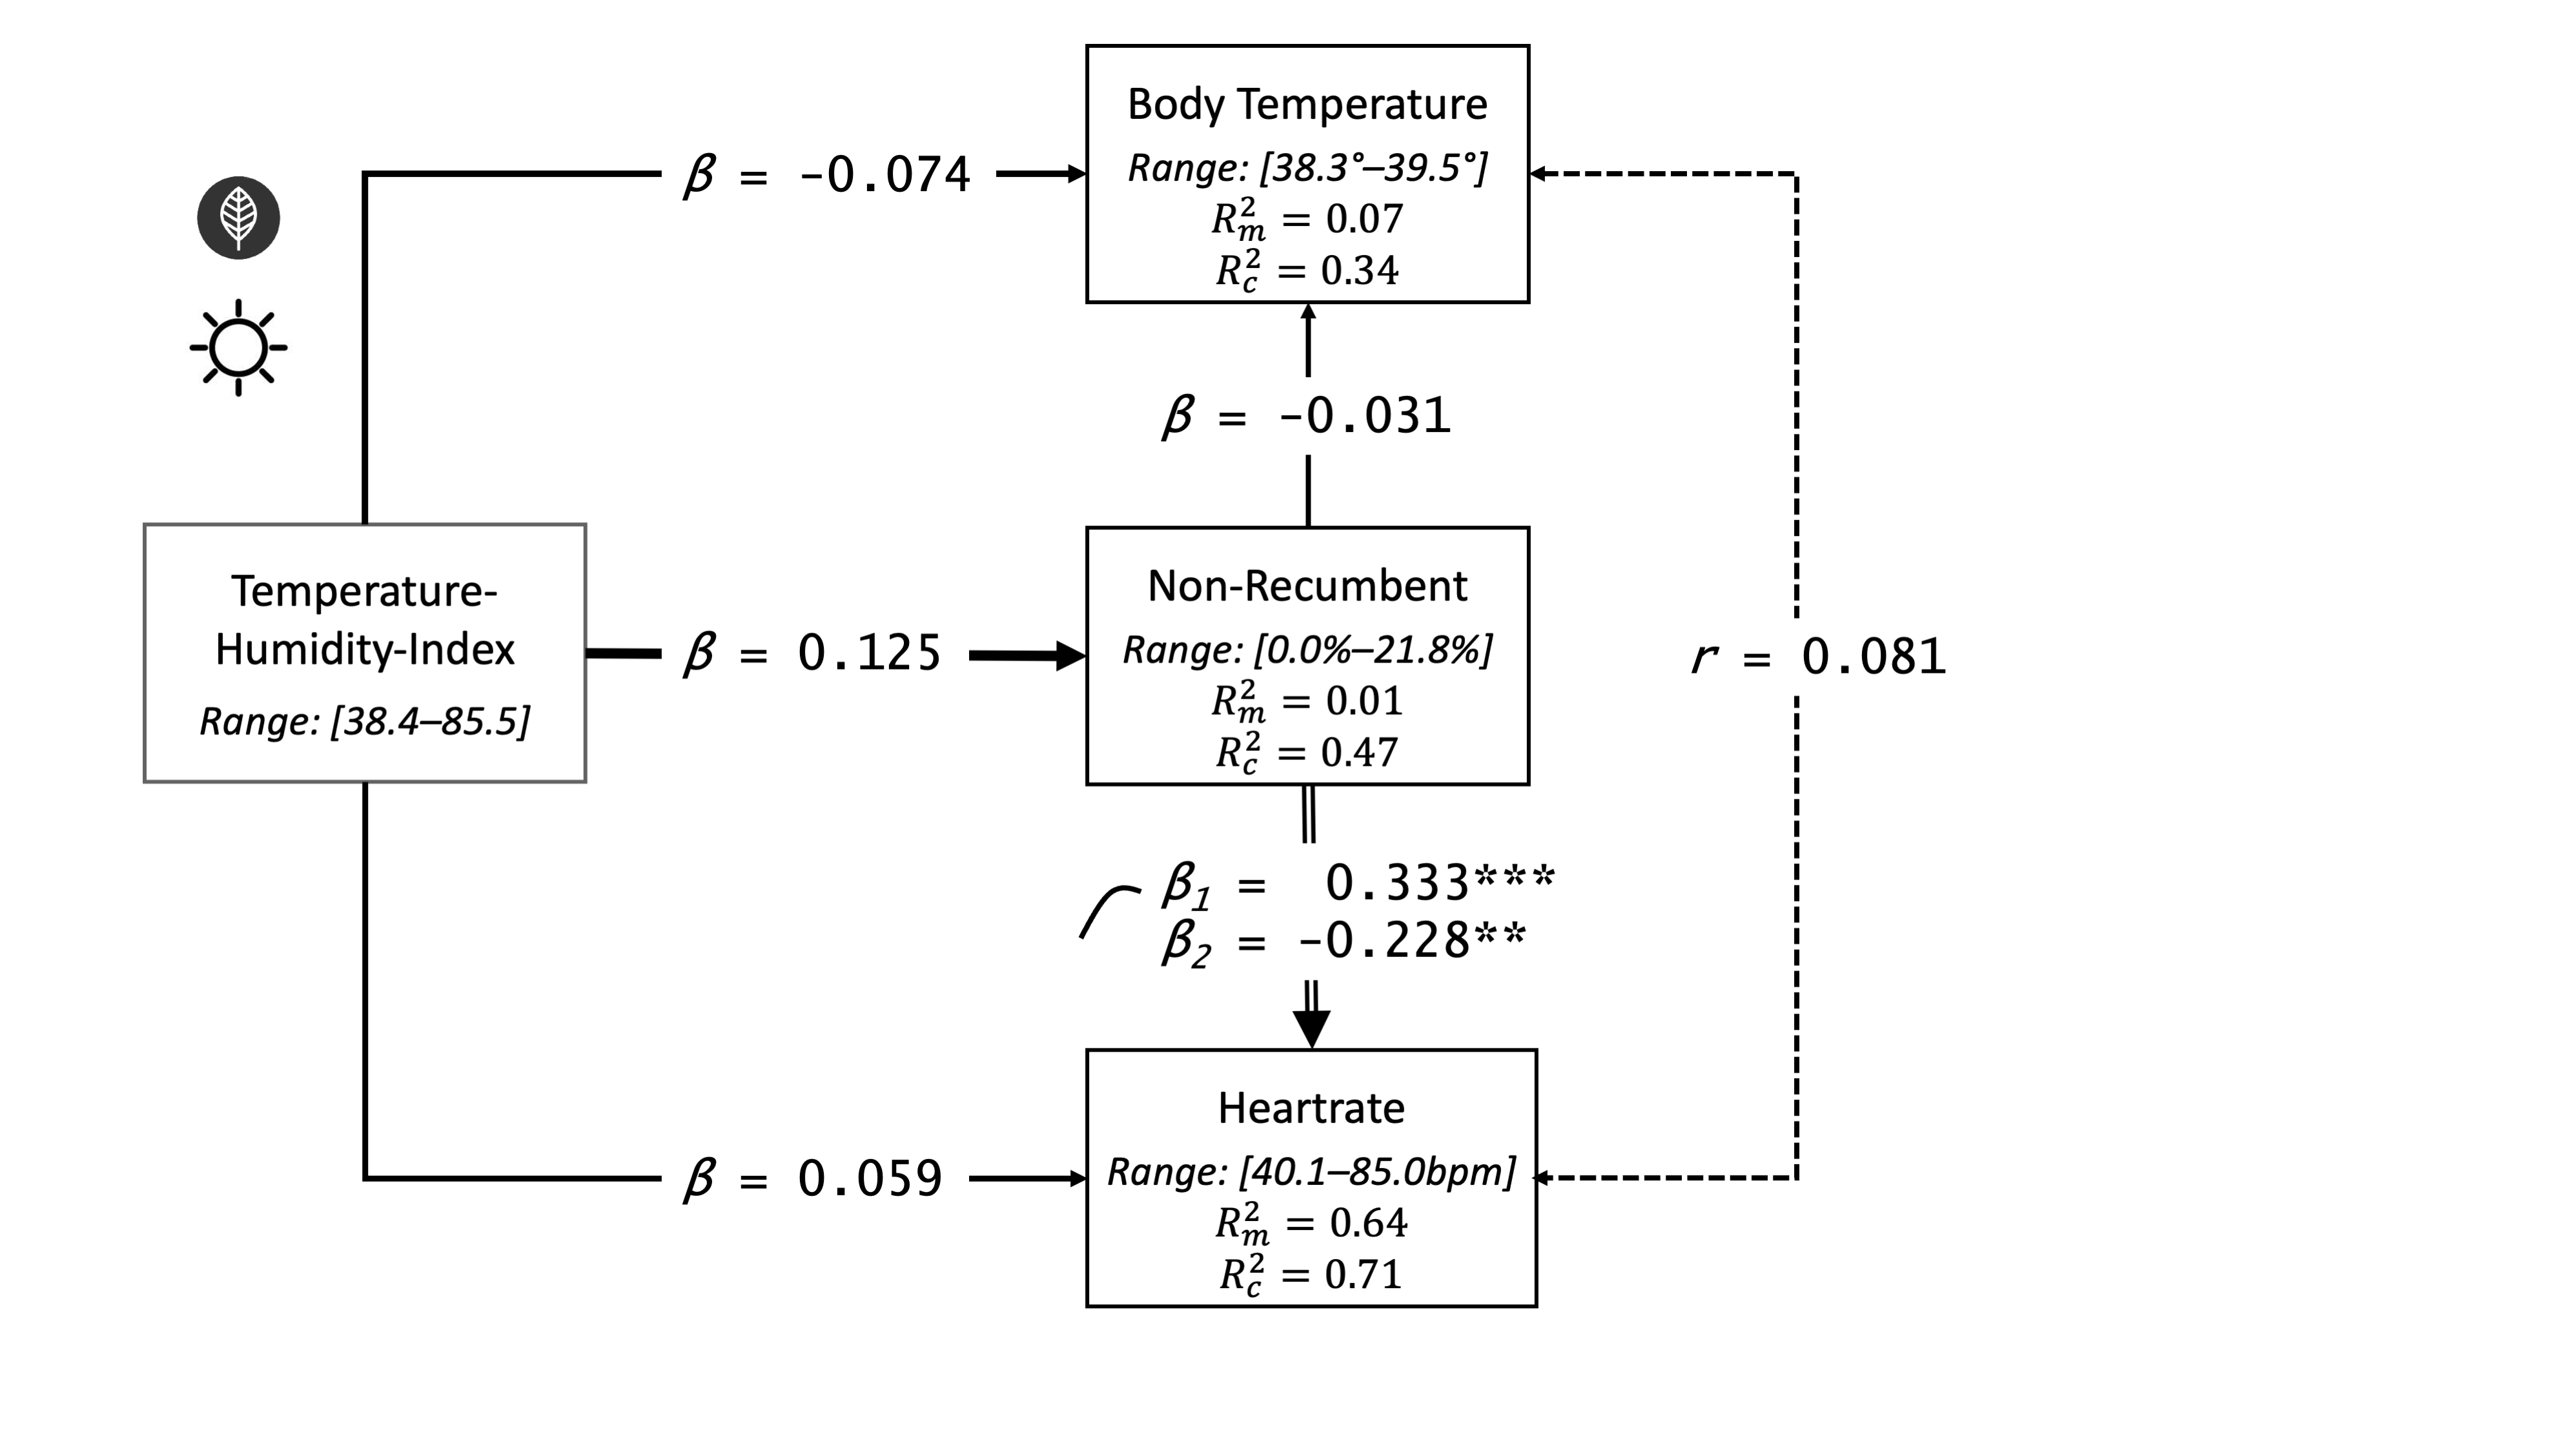 Body Temperature
Range: [38.3°–39.5°]
R²m = 0.07
R²c = 0.34
β = -0.074
β = -0.031
Temperature-
Humidity-Index
Range: [38.4–85.5]
β = 0.125
Non-Recumbent
Range: [0.0%–21.8%]
R²m = 0.01
R²c = 0.47
r = 0.081
β1 = 0.333***
β2 = -0.228**
Heartrate
Range: [40.1–85.0bpm]
R²m = 0.64
R²c = 0.71
β = 0.059